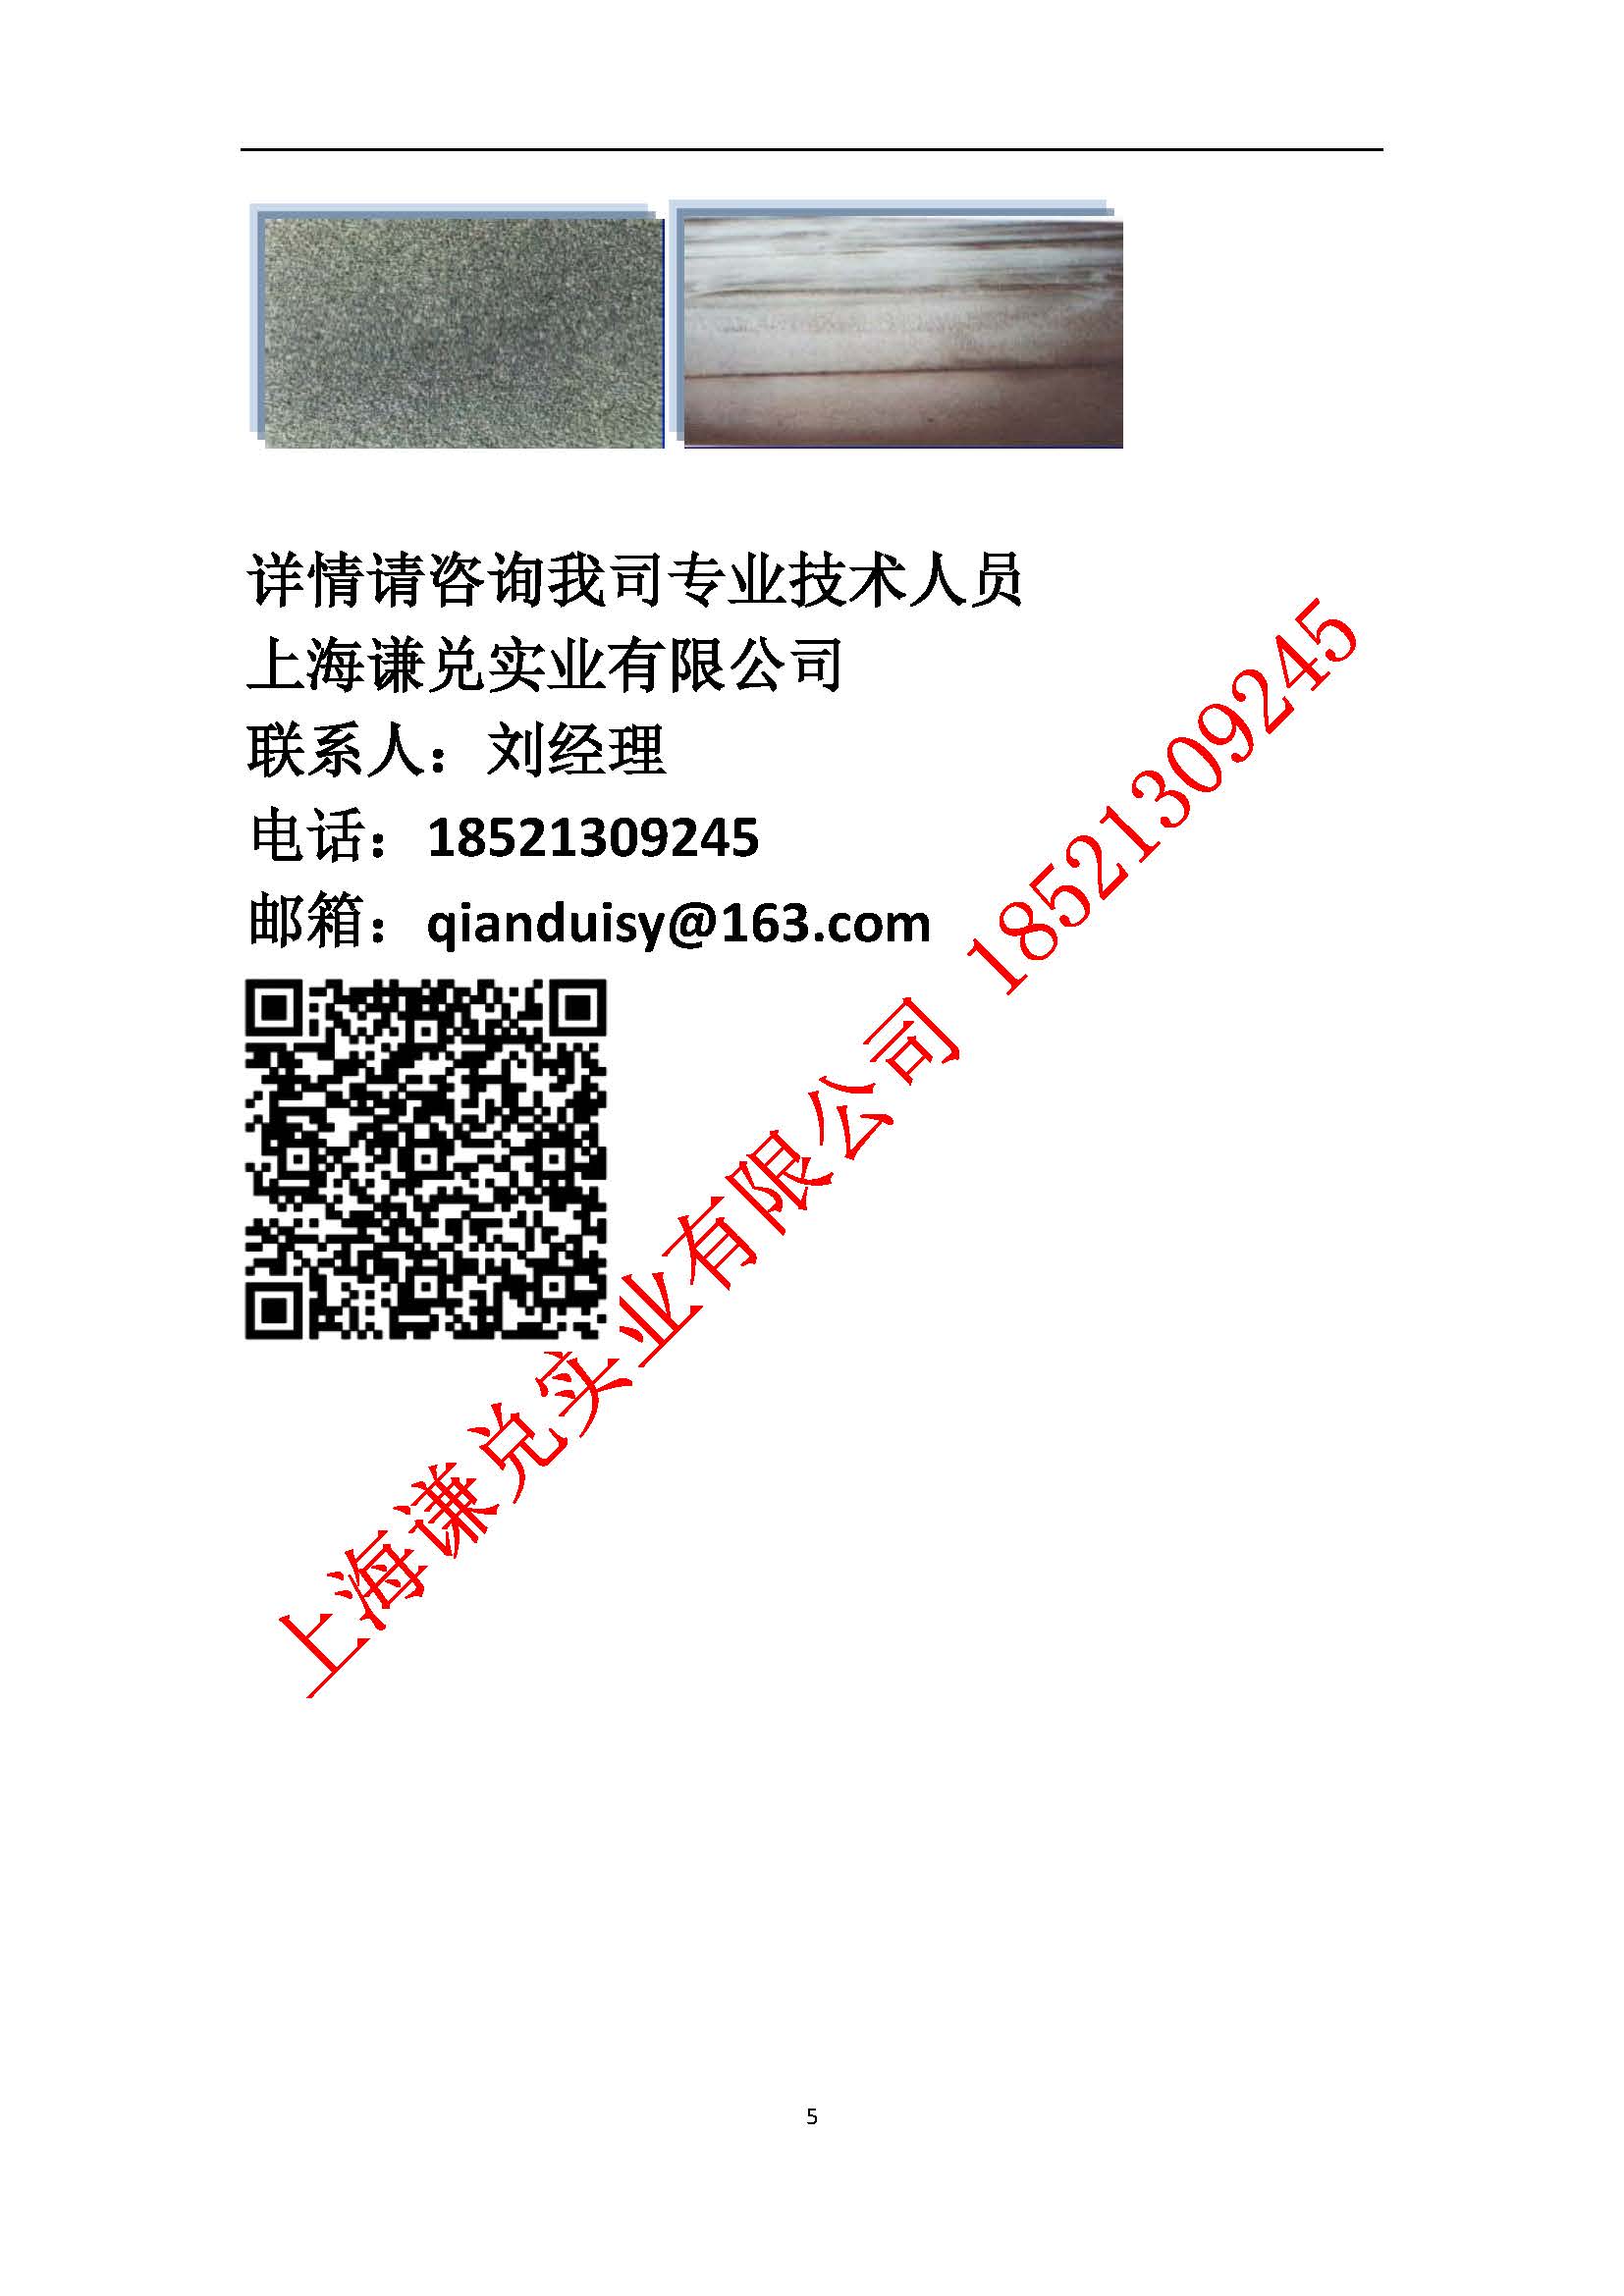 详情请咨询我司专业技术人员
上海谦兑实业有限公司
联系人：刘经理
电话：18521309245
邮箱：qianduisy@163.com
上海谦兑实业有限公司 18521309245
5